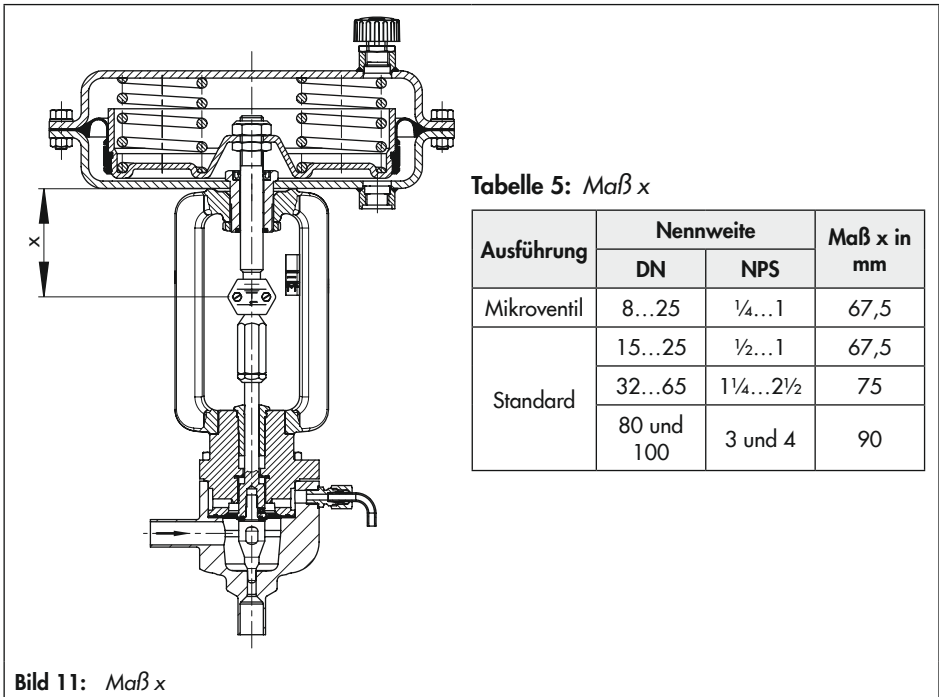 x
Tabelle 5: Maß x
Ausführung Nennweite Maß x in mm
DN NPS
Mikroventil 8...25 ¼...1 67,5
Standard 15...25 ½...1 67,5
32...65 1¼...2½ 75
80 und 100 3 und 4 90
Bild 11: Maß x